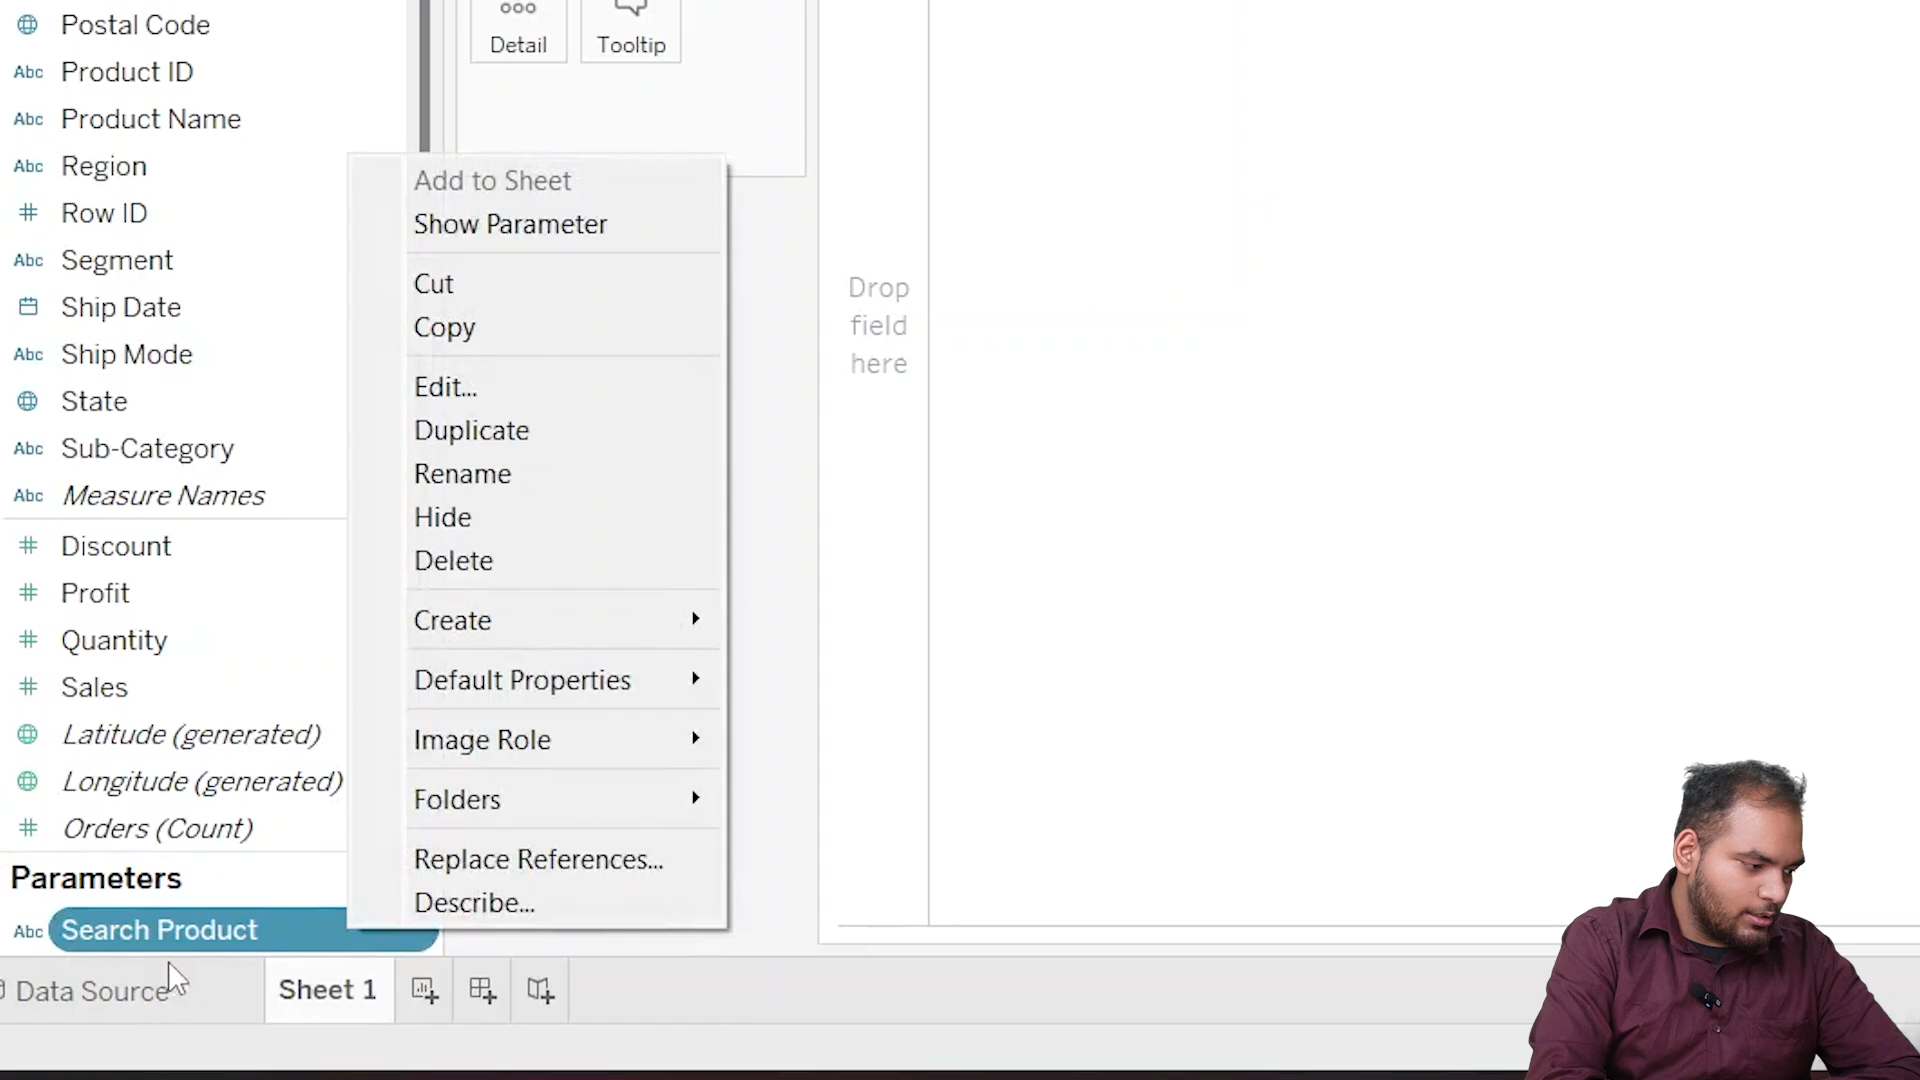 Postal Code
Abc Product ID
Abc Product Name
Abc Region
# Row ID
Abc Segment
Ship Date
Abc Ship Mode
State
Abc Sub-Category
Abc Measure Names
# Discount
# Profit
# Quantity
# Sales
Latitude (generated)
Longitude (generated)
# Orders (Count)
Parameters
Abc Search Product
Detail
Tooltip
Add to Sheet
Show Parameter
Cut
Copy
Edit...
Duplicate
Rename
Hide
Delete
Create
Default Properties
Image Role
Folders
Replace References...
Describe...
Drop
field
here
Data Source
Sheet 1